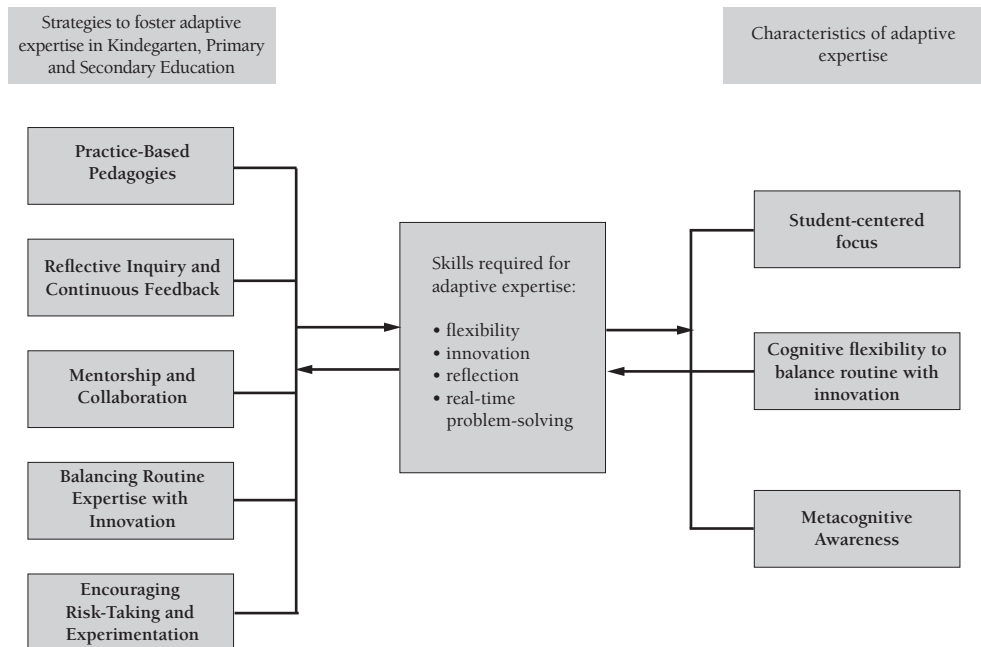 Strategies to foster adaptive
expertise in Kindegarten, Primary
and Secondary Education
Characteristics of adaptive
expertise
Practice-Based
Pedagogies
Reflective Inquiry and
Continuous Feedback
Mentorship and
Collaboration
Balancing Routine
Expertise with
Innovation
Encouraging
Risk-Taking and
Experimentation
Skills required for
adaptive expertise:
• flexibility
• innovation
• reflection
• real-time
problem-solving
Student-centered
focus
Cognitive flexibility to
balance routine with
innovation
Metacognitive
Awareness